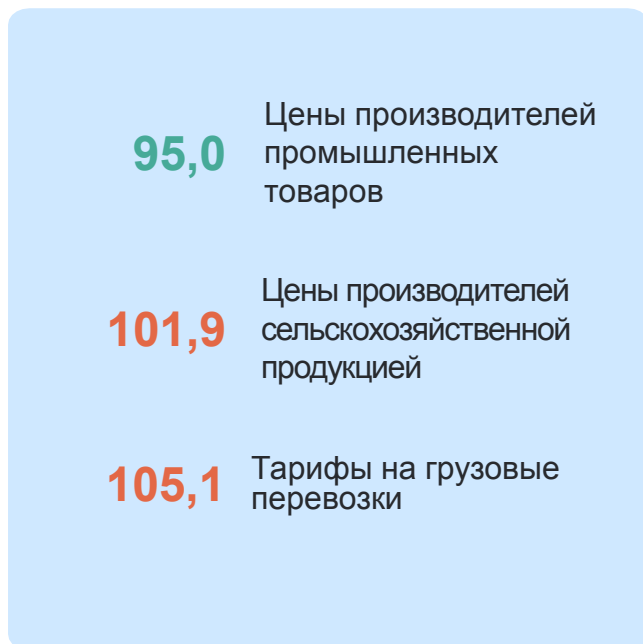 95,0
Цены производителей
промышленных
товаров
101,9
Цены производителей
сельскохозяйственной
продукцией
105,1
Тарифы на грузовые
перевозки